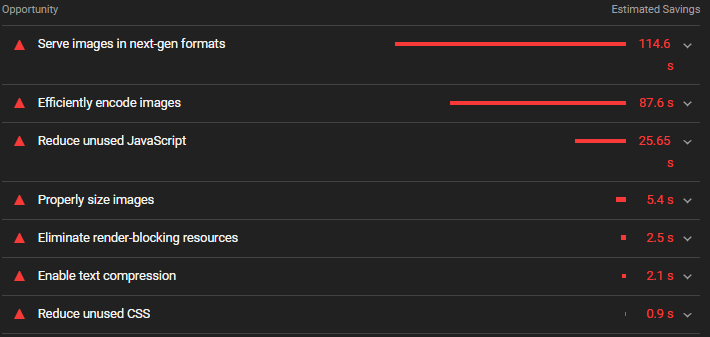 Opportunity Estimated Savings
Serve images in next-gen formats 114.6
s
Efficiently encode images 87.6 s
Reduce unused JavaScript 25.65
s
Properly size images 5.4 s
Eliminate render-blocking resources 2.5 s
Enable text compression 2.1 s
Reduce unused CSS 0.9 s